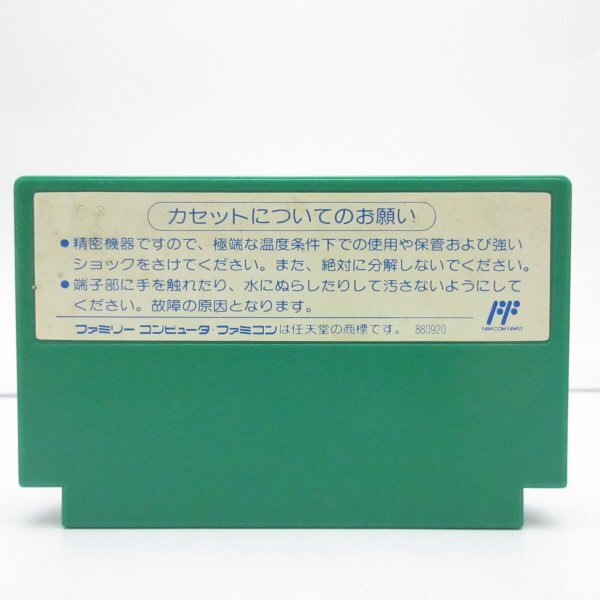 カセットについてのお願い
●精密機器ですので、極端な温度条件下での使用や保管および強い
ショックをさけてください。また、絶対に分解しないでください。
●端子部に手を触れたり、水にぬらしたりして汚さないようにして
ください。故障の原因となります。
FAMICOM FAMILY
ファミリー コンピュータ・ファミコンは任天堂の商標です。 880920